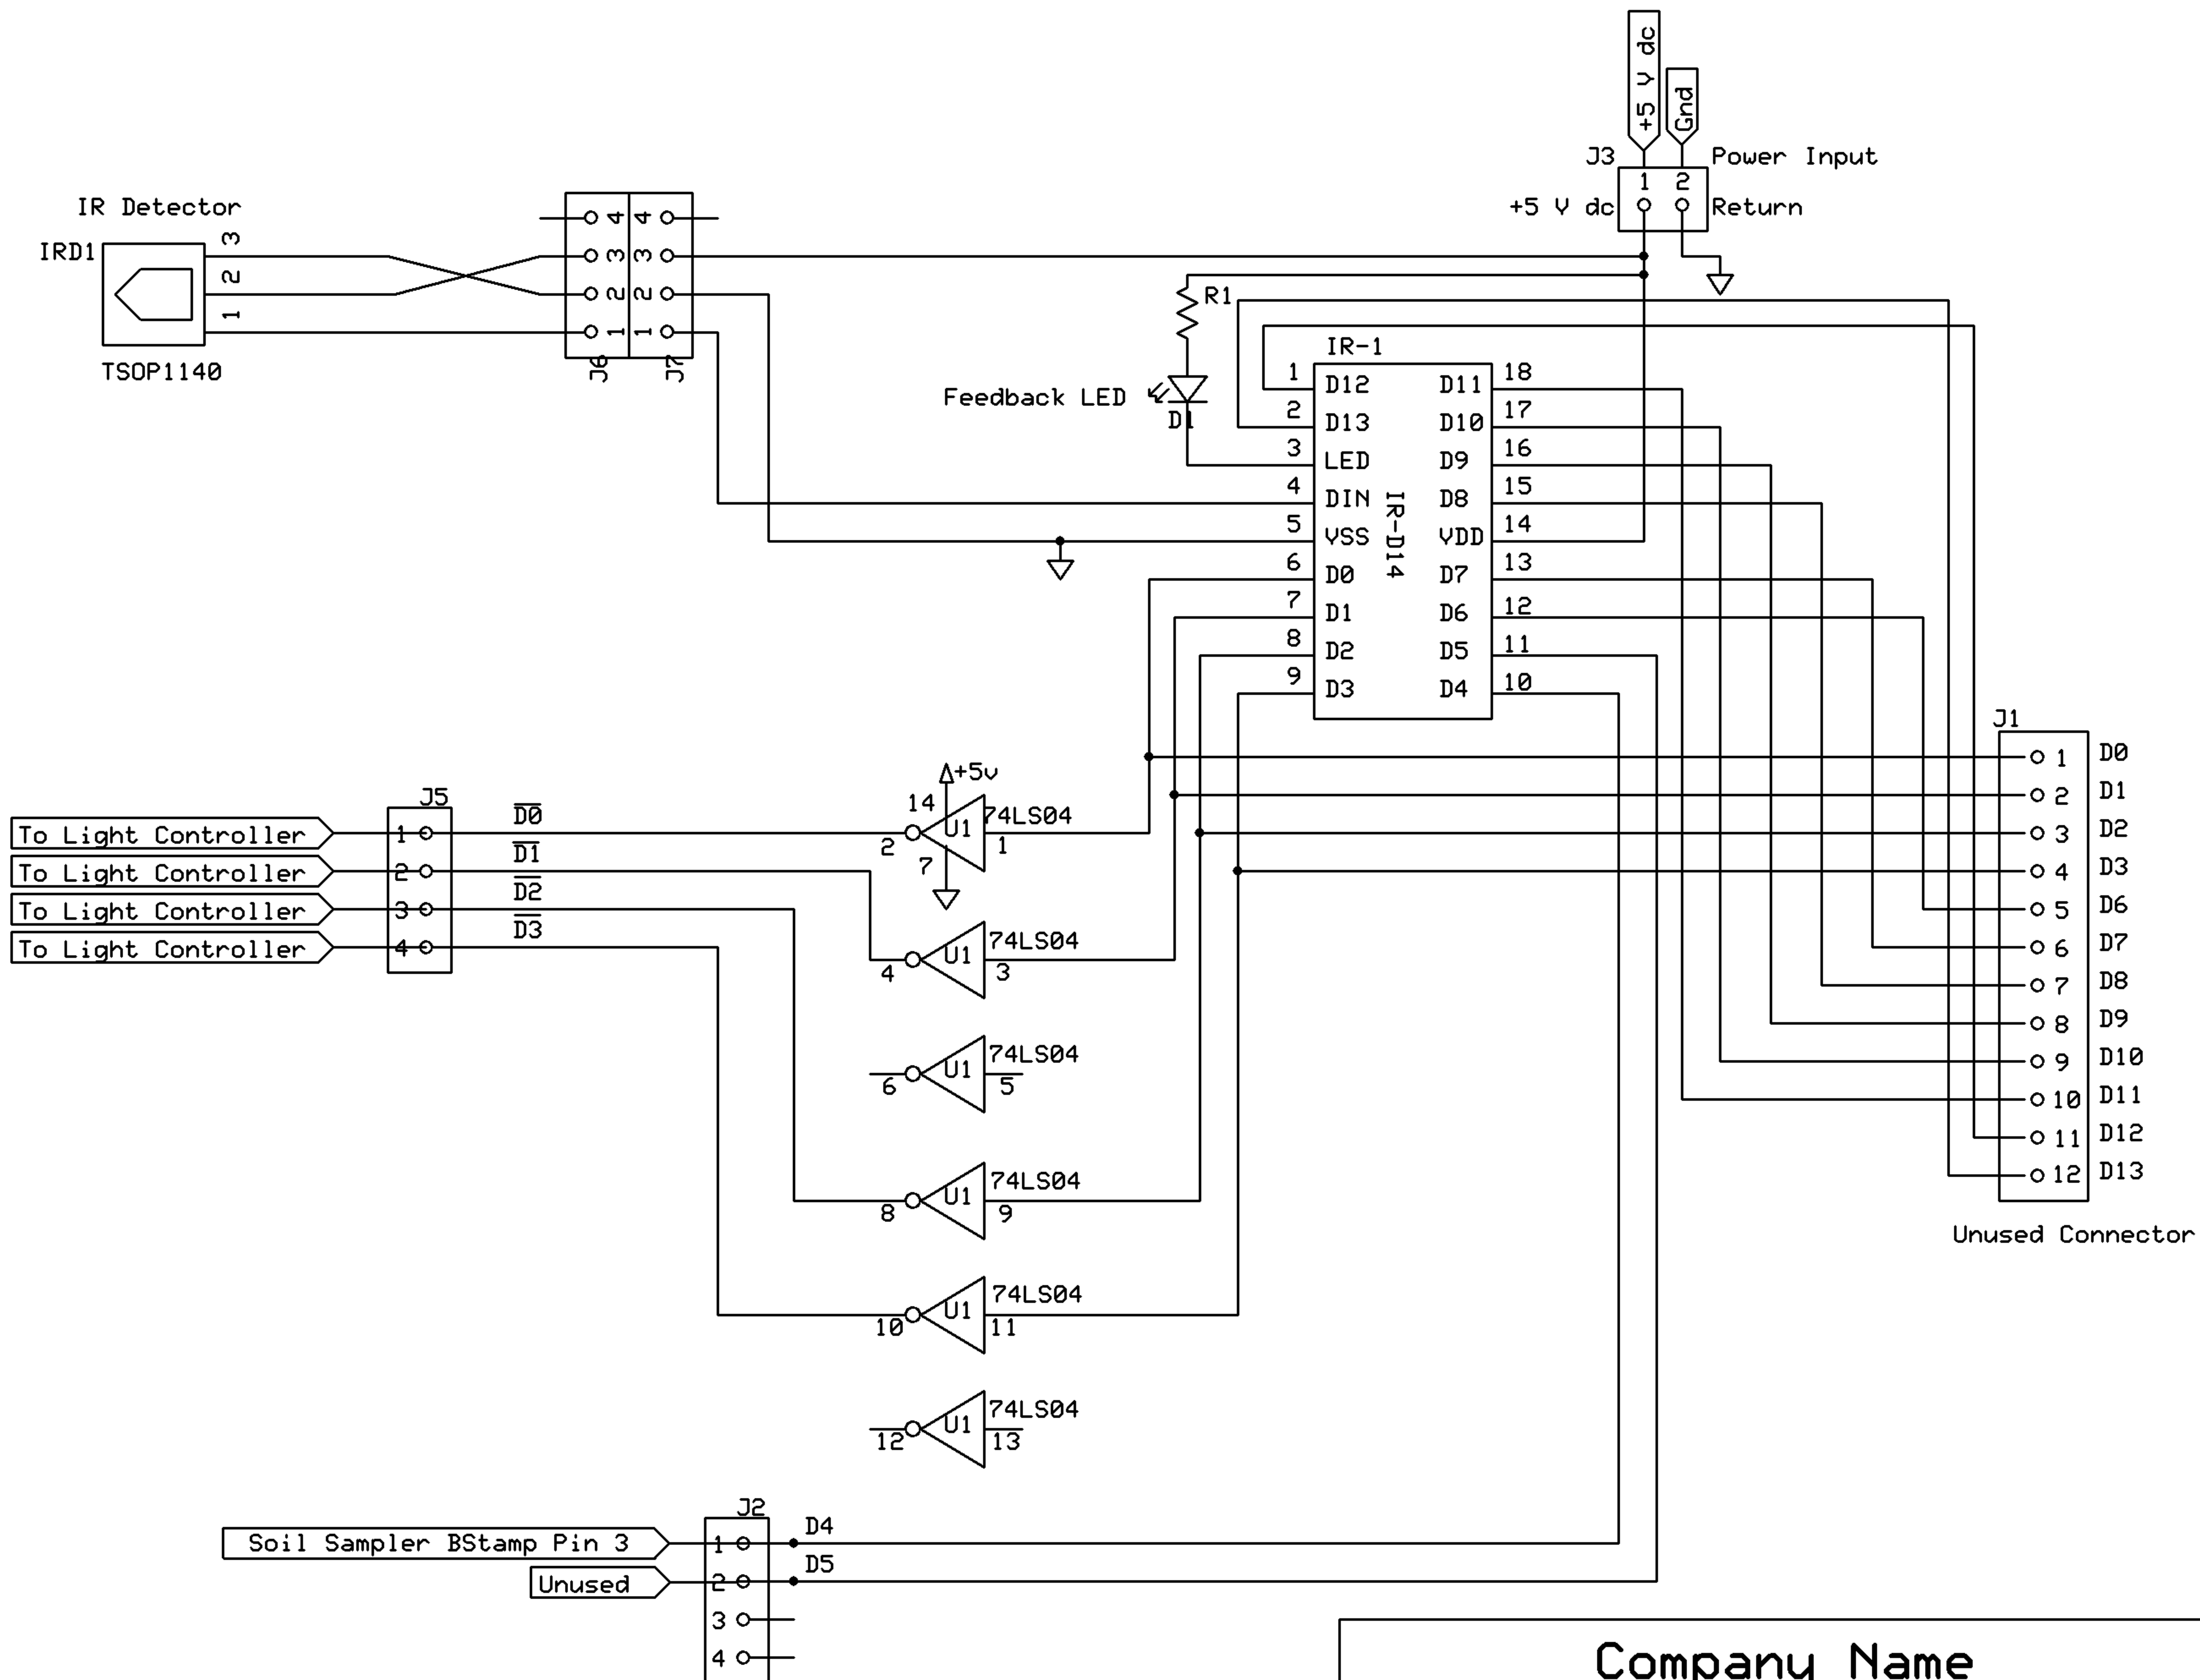 +5 V dc
Gnd
J3
Power Input
1 2
+5 V dc
Return
IR Detector
IRD1
3
2
1
TSOP1140
4 4
3 3
2 2
1 1
J6
J7
R1
Feedback LED
D1
IR-1
1 D12 D11 18
2 D13 D10 17
3 LED D9 16
4 DIN D8 15
5 VSS VDD 14
6 D0 D7 13
7 D1 D6 12
8 D2 D5 11
9 D3 D4 10
IR-D14
J1
1 D0
2 D1
3 D2
4 D3
5 D6
6 D7
7 D8
8 D9
9 D10
10 D11
11 D12
12 D13
Unused Connector
J5
To Light Controller 1 D̅0̅
To Light Controller 2 D̅1̅
To Light Controller 3 D̅2̅
To Light Controller 4 D̅3̅
+5v
14
74LS04
2 U1 1
7
74LS04
4 U1 3
74LS04
6 U1 5
74LS04
8 U1 9
74LS04
10 U1 11
74LS04
12 U1 13
J2
Soil Sampler BStamp Pin 3 1 D4
Unused 2 D5
3
4
Company Name